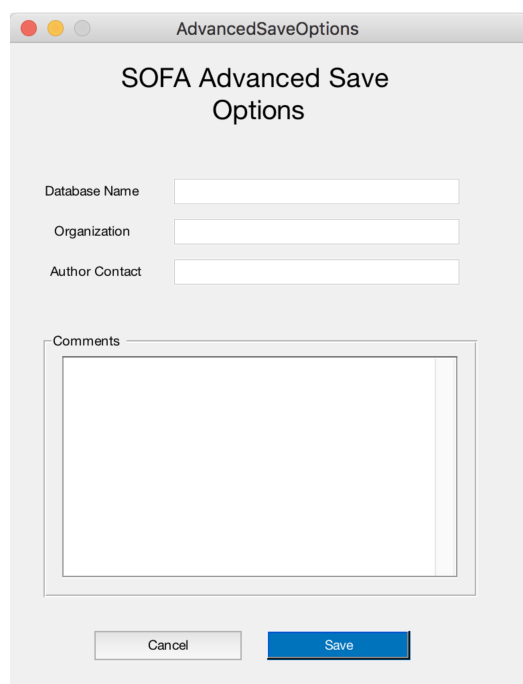 AdvancedSaveOptions
SOFA Advanced Save
Options
Database Name
Organization
Author Contact
Comments
Cancel
Save